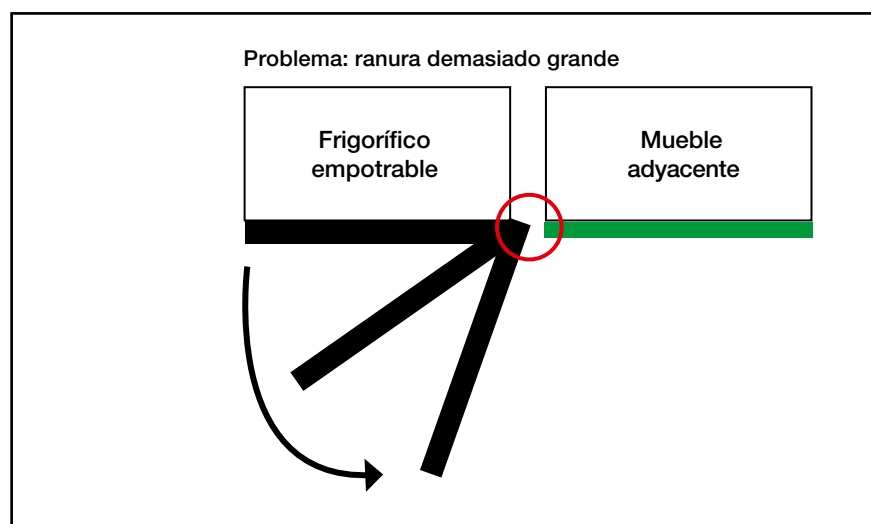 Problema: ranura demasiado grande
Frigorífico
empotrable
Mueble
adyacente